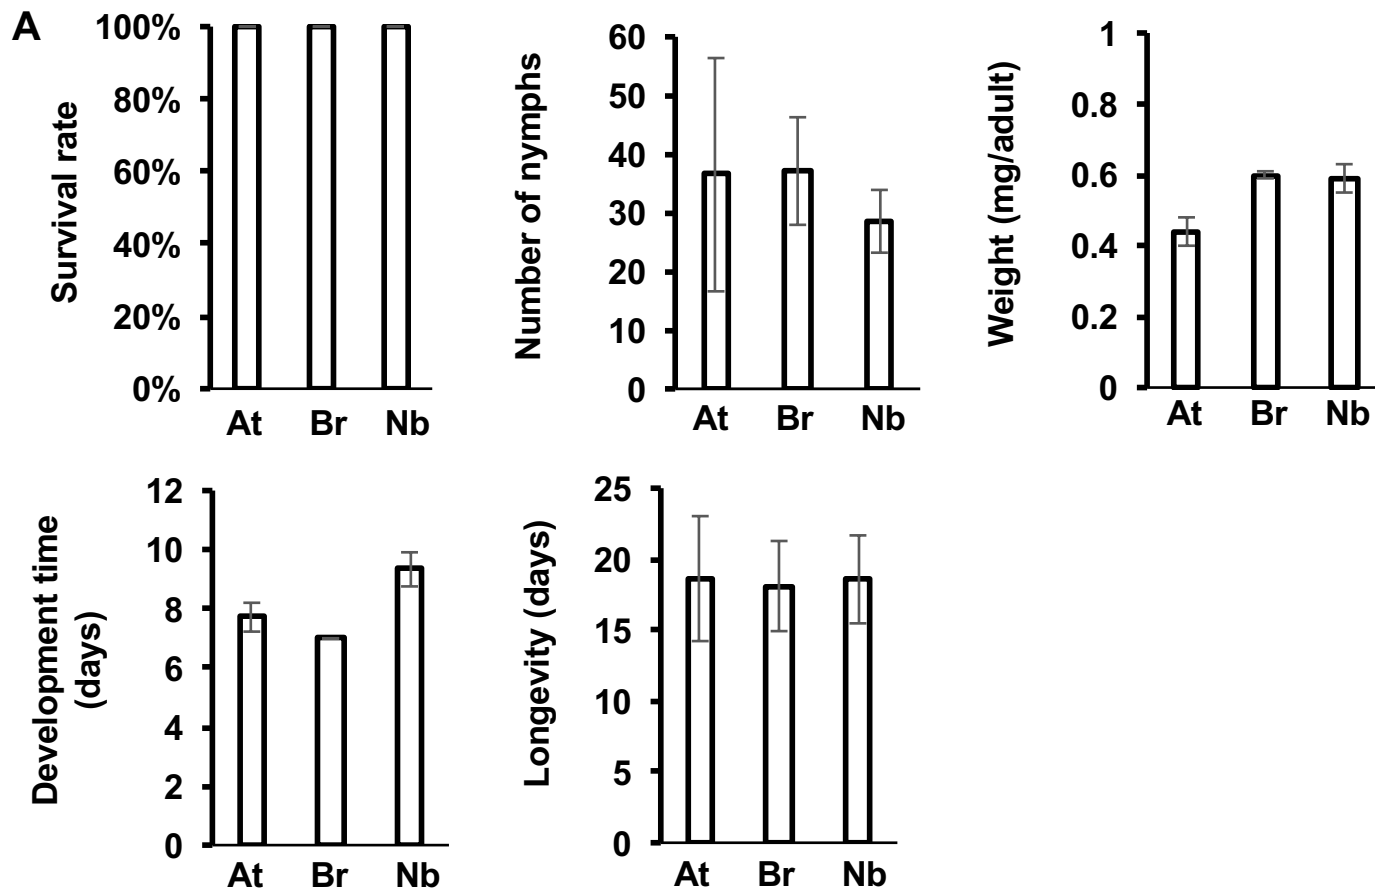 A
Survival rate
100%
80%
60%
40%
20%
0%
At Br Nb
Number of nymphs
60
50
40
30
20
10
0
At Br Nb
Weight (mg/adult)
1
0.8
0.6
0.4
0.2
0
At Br Nb
Development time
(days)
12
10
8
6
4
2
0
At Br Nb
Longevity (days)
25
20
15
10
5
0
At Br Nb